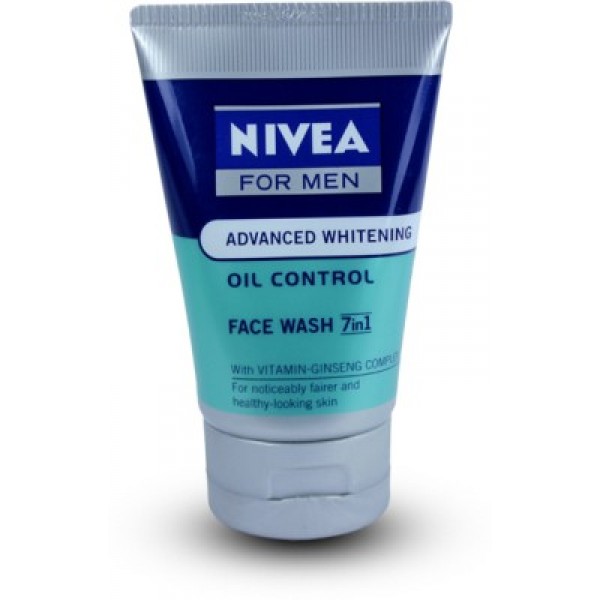 NIVEA
FOR MEN
ADVANCED WHITENING
OIL CONTROL
FACE WASH 7in1
With VITAMIN-GINSENG
For noticeably fairer and
healthy-looking skin